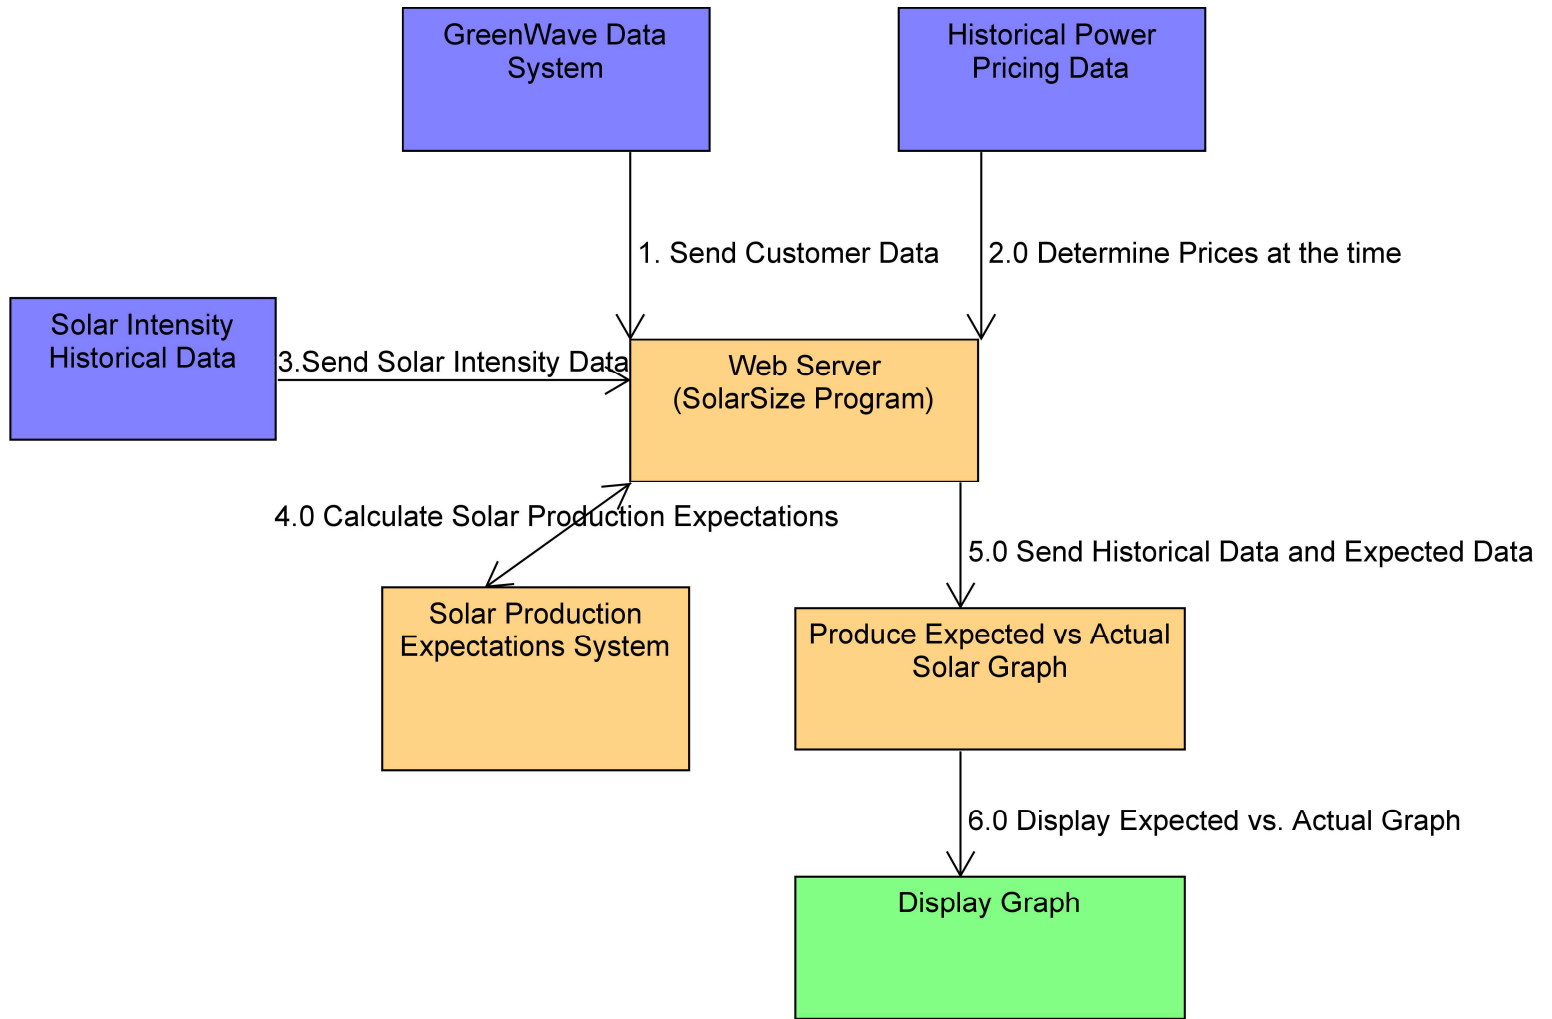 GreenWave Data
System
Historical Power
Pricing Data
1. Send Customer Data
2.0 Determine Prices at the time
Solar Intensity
Historical Data
3.Send Solar Intensity Data
Web Server
(SolarSize Program)
4.0 Calculate Solar Production Expectations
5.0 Send Historical Data and Expected Data
Solar Production
Expectations System
Produce Expected vs Actual
Solar Graph
6.0 Display Expected vs. Actual Graph
Display Graph